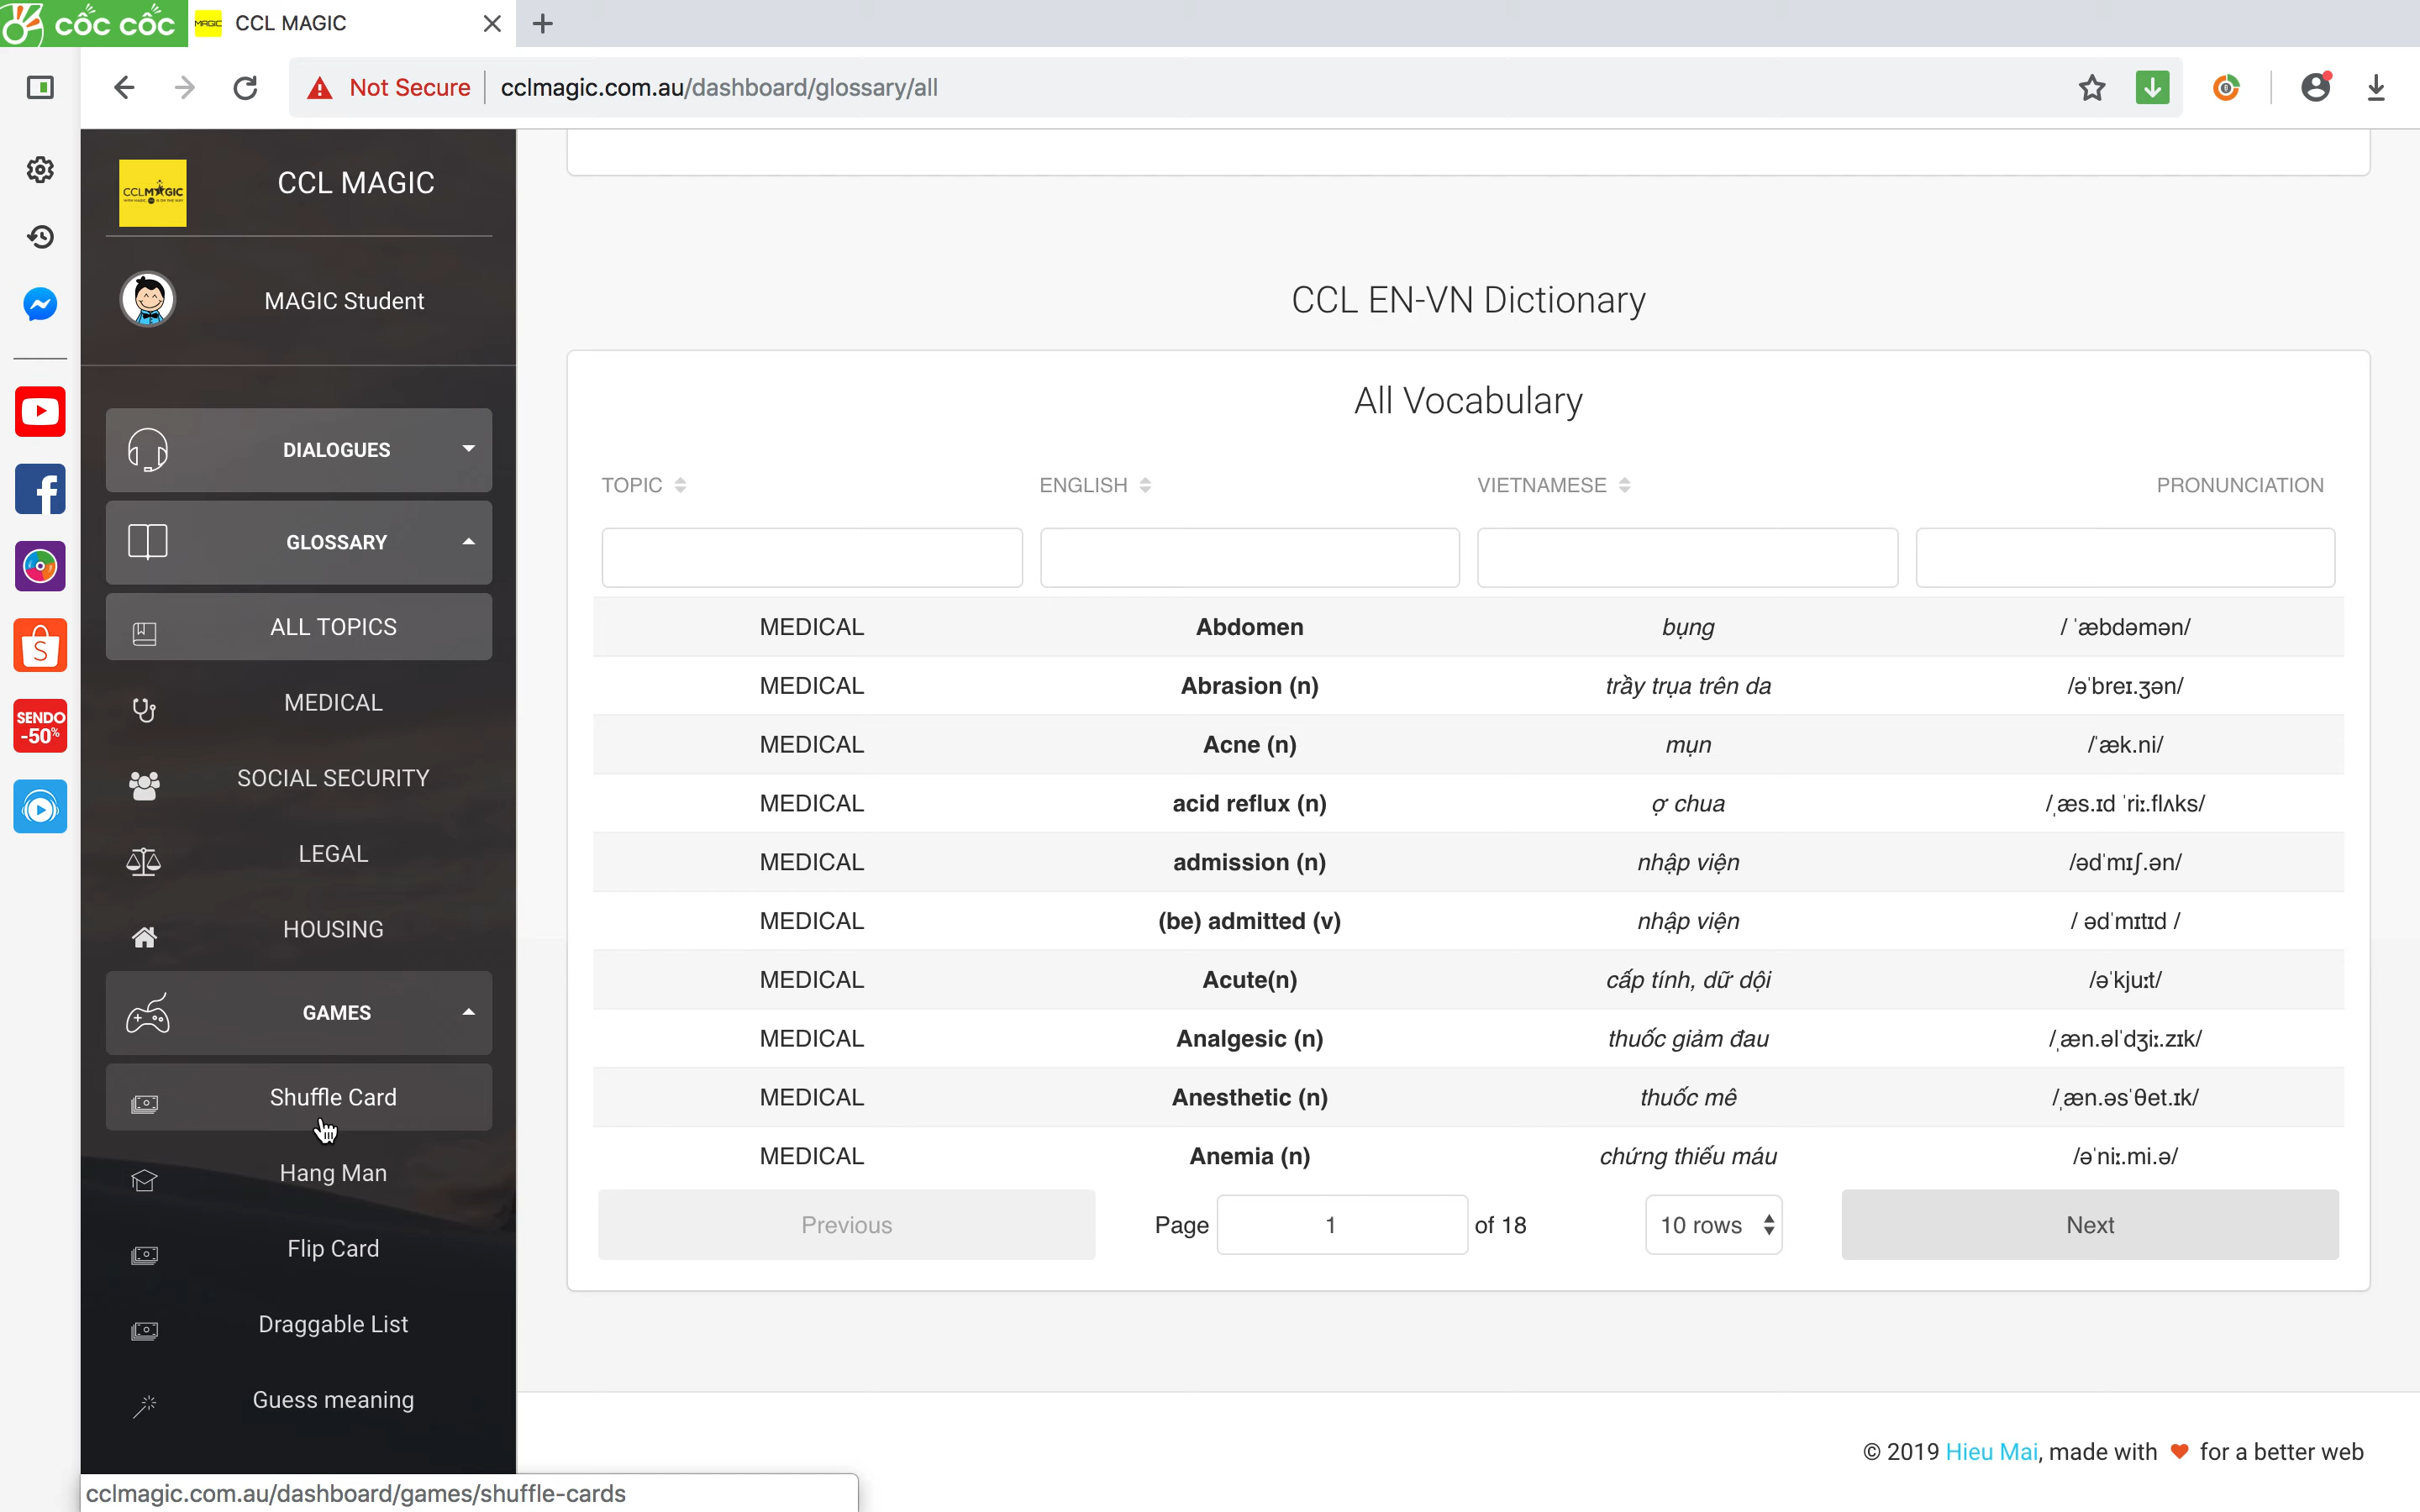 cốc cốc
MAGIC
CCL MAGIC
Not Secure
cclmagic.com.au/dashboard/glossary/all
CCLMAGIC
CCL MAGIC
MAGIC Student
DIALOGUES
GLOSSARY
ALL TOPICS
MEDICAL
SOCIAL SECURITY
LEGAL
HOUSING
GAMES
Shuffle Card
Hang Man
Flip Card
Draggable List
Guess meaning
SENDO
-50%
CCL EN-VN Dictionary
All Vocabulary
TOPIC ENGLISH VIETNAMESE PRONUNCIATION
MEDICAL Abdomen bụng / ˈæbdəmən/
MEDICAL Abrasion (n) trầy trụa trên da /əˈbreɪ.ʒən/
MEDICAL Acne (n) mụn /ˈæk.ni/
MEDICAL acid reflux (n) ợ chua /ˌæs.ɪd ˈriː.flʌks/
MEDICAL admission (n) nhập viện /ədˈmɪʃ.ən/
MEDICAL (be) admitted (v) nhập viện / ədˈmɪtɪd /
MEDICAL Acute(n) cấp tính, dữ dội /əˈkjuːt/
MEDICAL Analgesic (n) thuốc giảm đau /ˌæn.əlˈdʒiː.zɪk/
MEDICAL Anesthetic (n) thuốc mê /ˌæn.əsˈθet.ɪk/
MEDICAL Anemia (n) chứng thiếu máu /əˈniː.mi.ə/
Previous Page 1 of 18 10 rows Next
© 2019 Hieu Mai, made with ❤ for a better web
cclmagic.com.au/dashboard/games/shuffle-cards